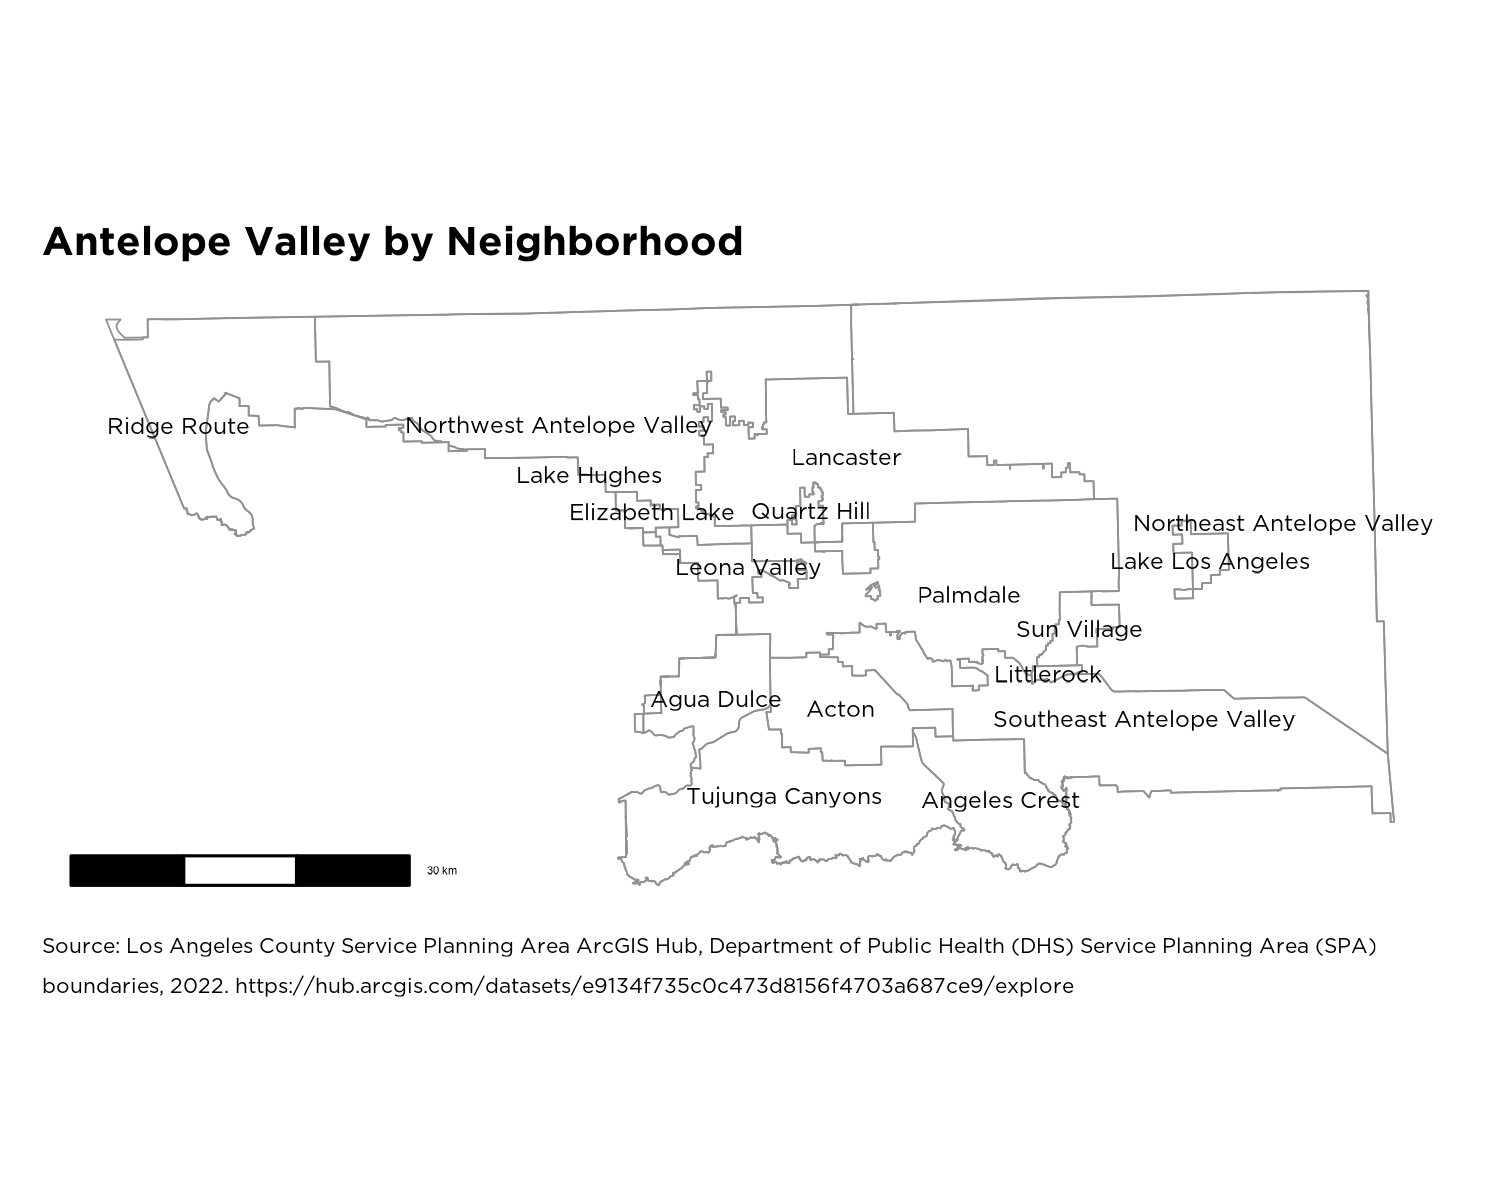 Antelope Valley by Neighborhood
Ridge Route
Northwest Antelope Valley
Lancaster
Lake Hughes
Elizabeth Lake
Quartz Hill
Northeast Antelope Valley
Leona Valley
Lake Los Angeles
Palmdale
Sun Village
Littlerock
Agua Dulce
Acton
Southeast Antelope Valley
Tujunga Canyons
Angeles Crest
30 km
Source: Los Angeles County Service Planning Area ArcGIS Hub, Department of Public Health (DHS) Service Planning Area (SPA)
boundaries, 2022. https://hub.arcgis.com/datasets/e9134f735c0c473d8156f4703a687ce9/explore